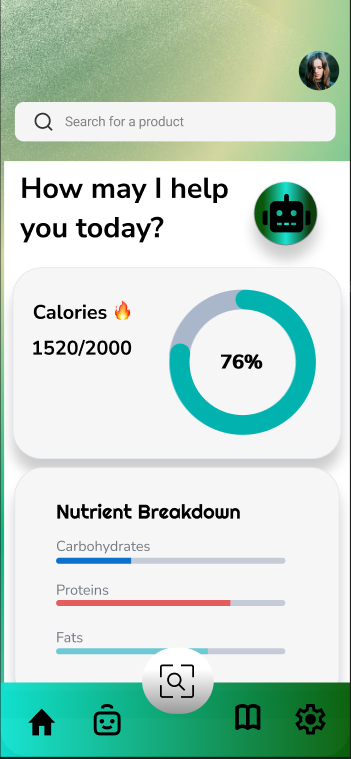 Search for a product
How may I help
you today?
Calories 🔥
1520/2000
76%
Nutrient Breakdown
Carbohydrates
Proteins
Fats